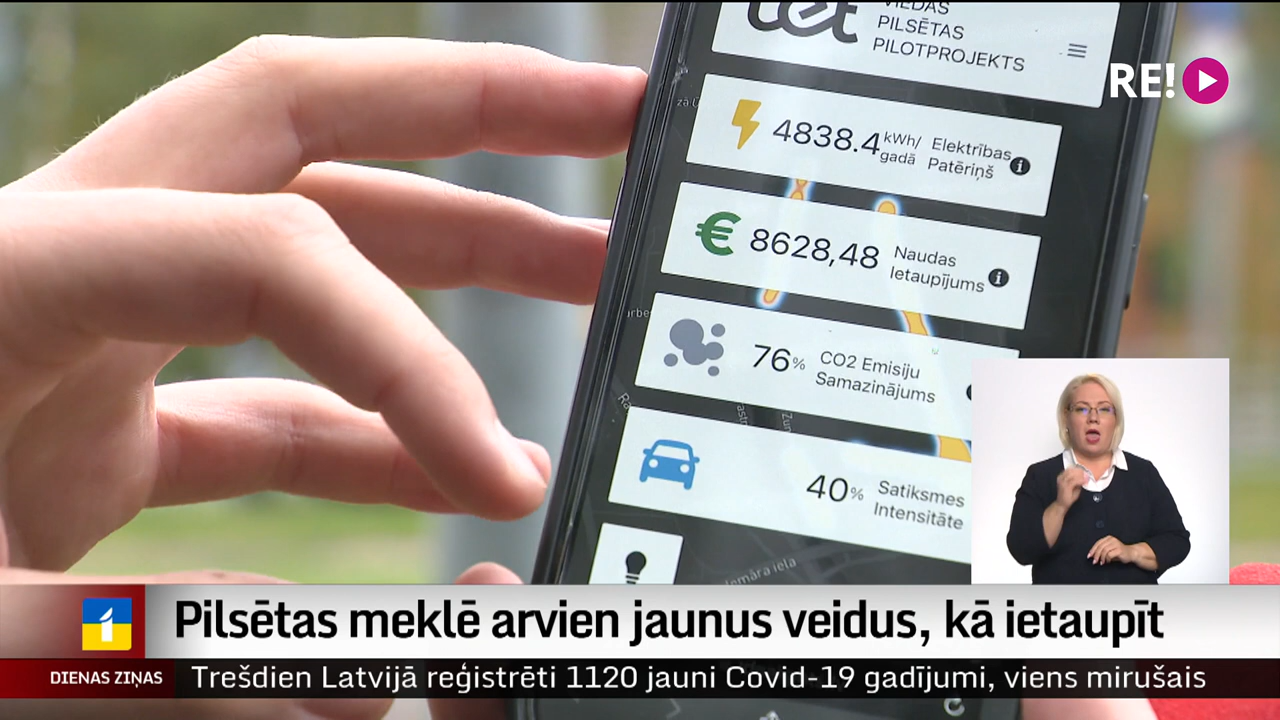 tet
VIEDAS
PILSĒTAS
PILOTPROJEKTS
RE!
4838.4 kWh/gadā
Elektrības
Patēriņš
€ 8628,48
Naudas
Ietaupījums
76%
CO2 Emisiju
Samazinājums
40%
Satiksmes
Intensitāte
1
Pilsētas meklē arvien jaunus veidus, kā ietaupīt
DIENAS ZIŅAS
Trešdien Latvijā reģistrēti 1120 jauni Covid-19 gadījumi, viens mirušais